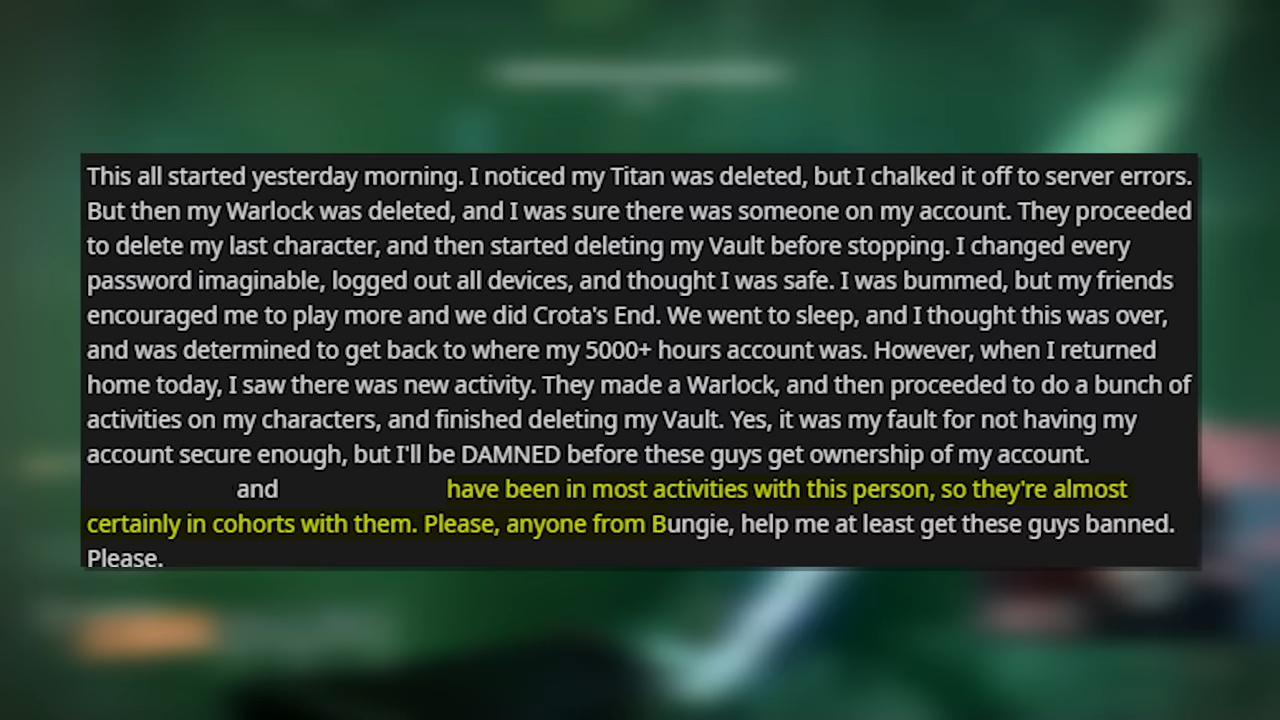 This all started yesterday morning. I noticed my Titan was deleted, but I chalked it off to server errors.
But then my Warlock was deleted, and I was sure there was someone on my account. They proceeded
to delete my last character, and then started deleting my Vault before stopping. I changed every
password imaginable, logged out all devices, and thought I was safe. I was bummed, but my friends
encouraged me to play more and we did Crota's End. We went to sleep, and I thought this was over,
and was determined to get back to where my 5000+ hours account was. However, when I returned
home today, I saw there was new activity. They made a Warlock, and then proceeded to do a bunch of
activities on my characters, and finished deleting my Vault. Yes, it was my fault for not having my
account secure enough, but I'll be DAMNED before these guys get ownership of my account.
and have been in most activities with this person, so they're almost
certainly in cohorts with them. Please, anyone from Bungie, help me at least get these guys banned.
Please.